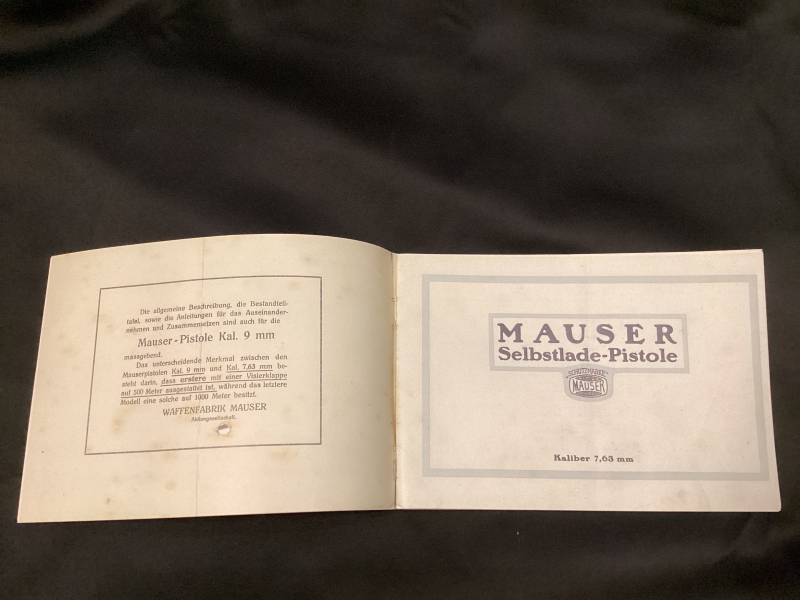 Die allgemeine Beschreibung, die Bestandteil-
tafel, sowie die Anleitungen für das Auseinander-
nehmen und Zusammensetzen sind auch für die
Mauser-Pistole Kal. 9 mm
massgebend.
Das unterscheidende Merkmal zwischen den
Mauserpistolen Kal. 9 mm und Kal. 7,63 mm be-
steht darin, dass erstere mit einer Visierklappe
auf 500 Meter ausgestattet ist, während das letztere
Modell eine solche auf 1000 Meter besitzt.
WAFFENFABRIK MAUSER
Aktiengesellschaft.
MAUSER
Selbstlade-Pistole
SCHUTZMARKE
MAUSER
Kaliber 7,63 mm